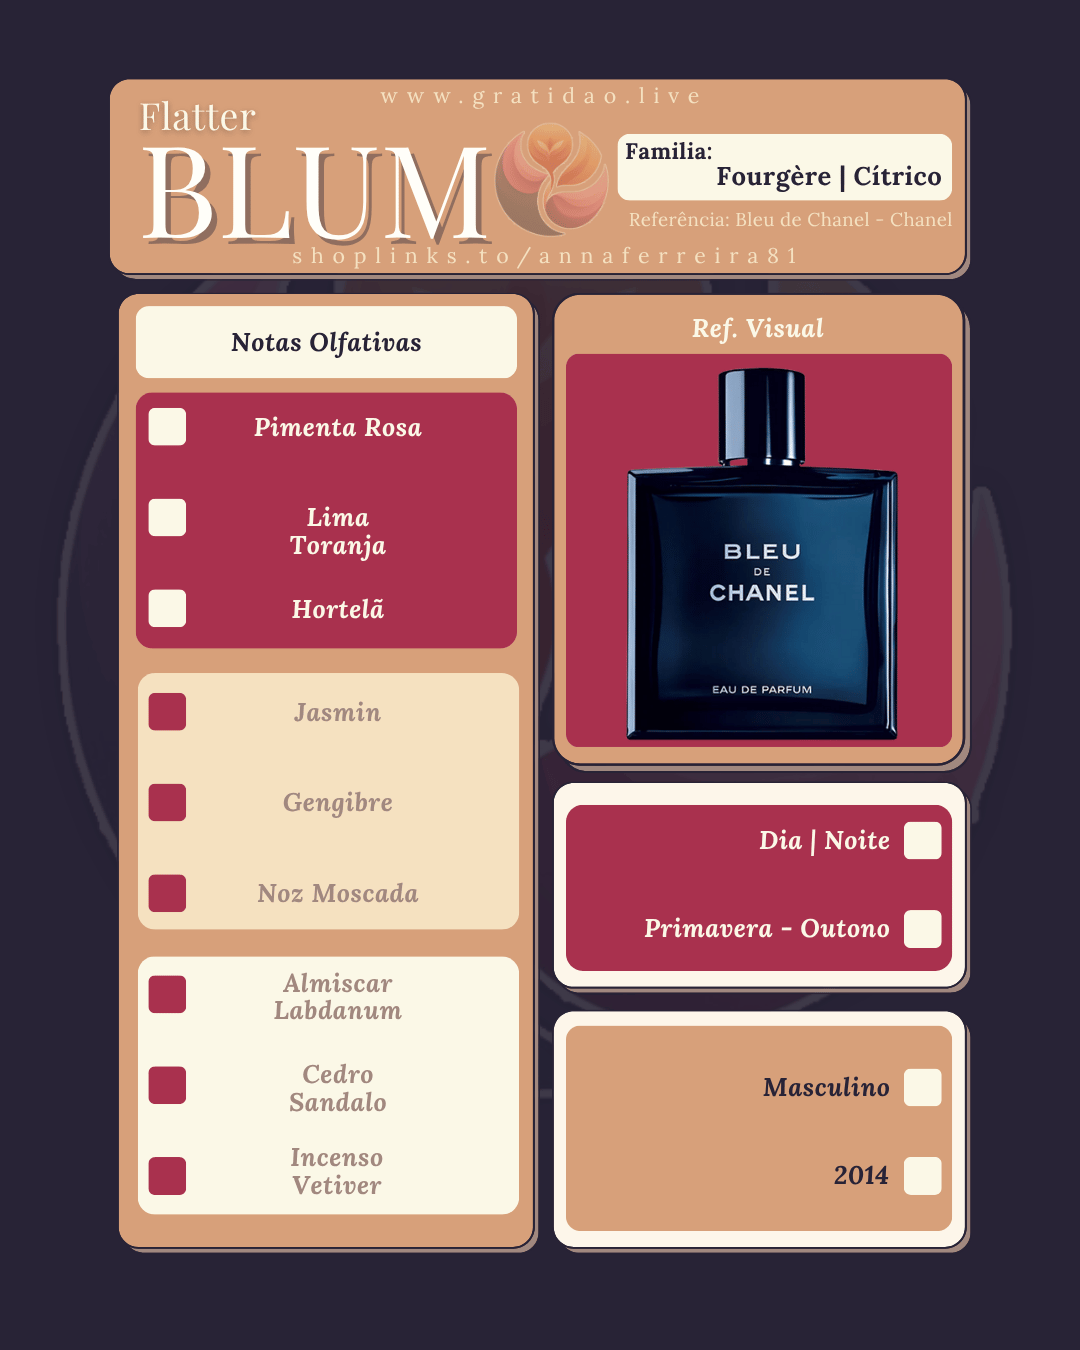 www.gratidao.live
Flatter
BLUM
Familia:
Fourgère | Cítrico
Referência: Bleu de Chanel - Chanel
shoplinks.to/annaferreira81
Notas Olfativas
Pimenta Rosa
Lima
Toranja
Hortelã
Jasmin
Gengibre
Noz Moscada
Almiscar
Labdanum
Cedro
Sandalo
Incenso
Vetiver
Ref. Visual
BLEU
DE
CHANEL
EAU DE PARFUM
Dia | Noite
Primavera - Outono
Masculino
2014